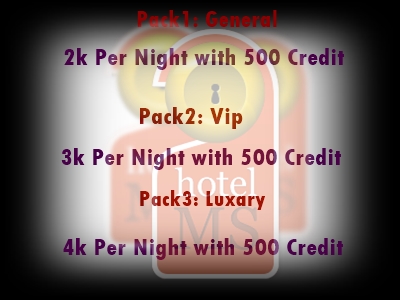 Pack1: General
2k Per Night with 500 Credit
Pack2: Vip
3k Per Night with 500 Credit
hotel
Pack3: Luxary
MS
4k Per Night with 500 Credit